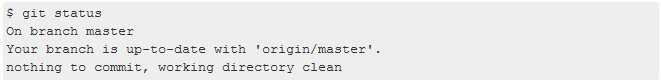 $ git status
On branch master
Your branch is up-to-date with 'origin/master'.
nothing to commit, working directory clean